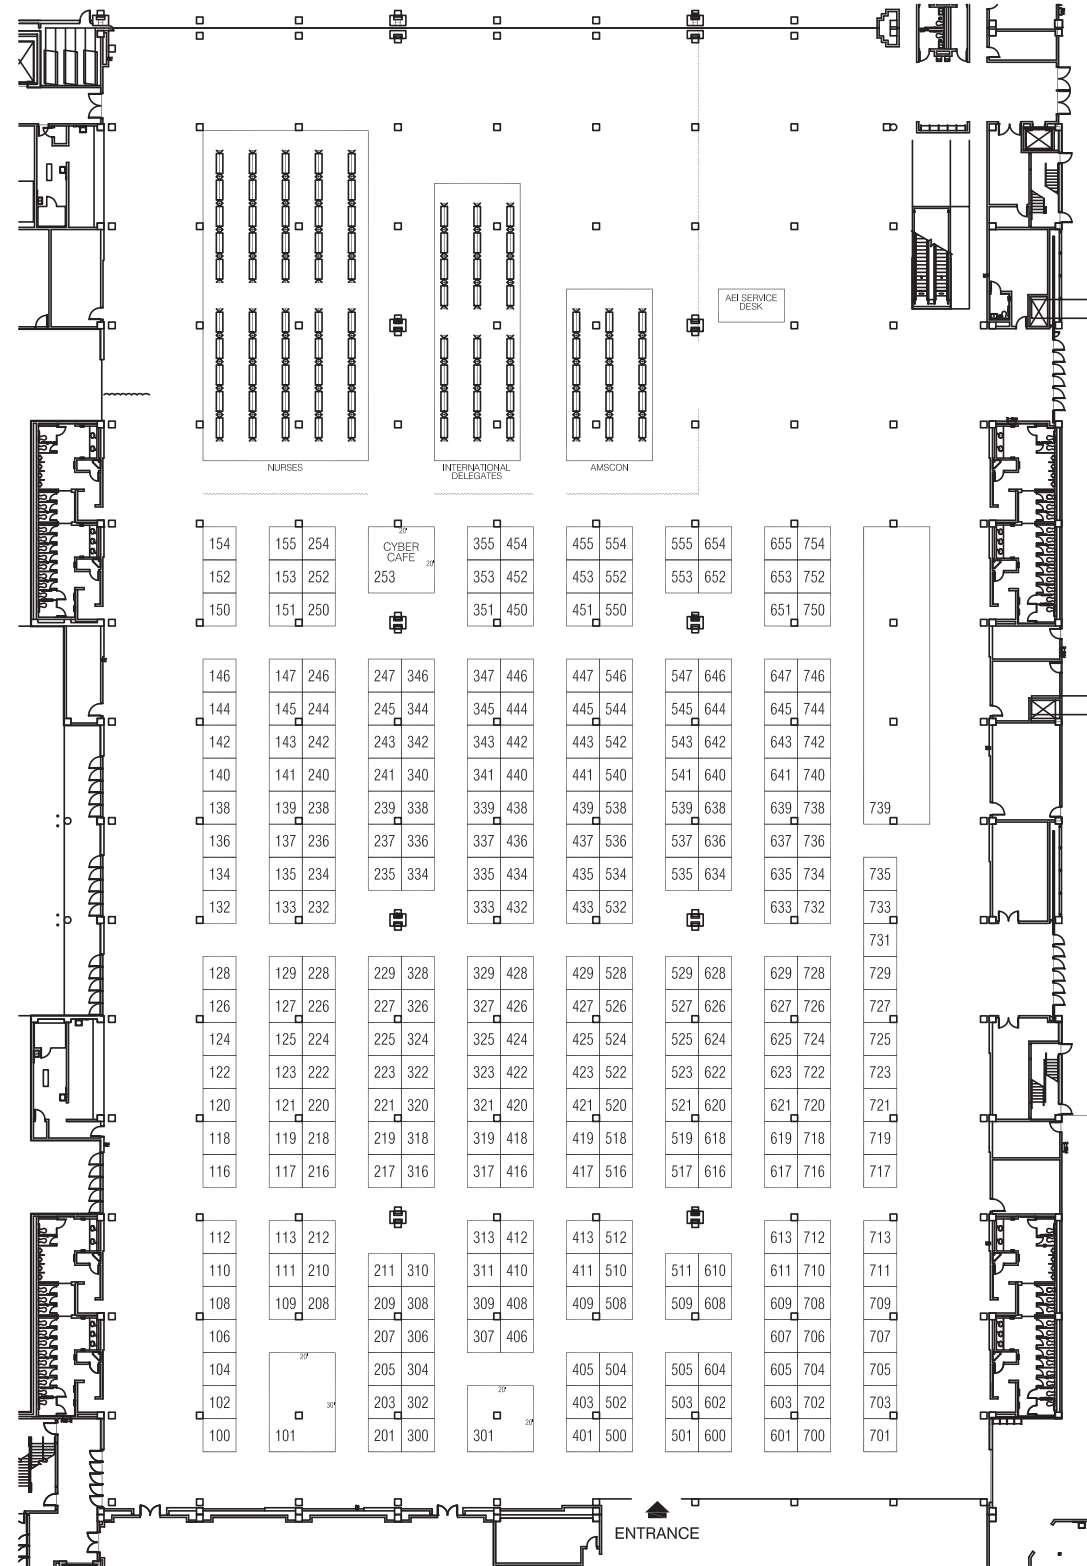 AEI SERVICE
DESK
NURSES
INTERNATIONAL
DELEGATES
AMSCON
20'
154 155 254 CYBER 355 454 455 554 555 654 655 754
CAFE
20'
152 153 252 253 353 452 453 552 553 652 653 752
150 151 250 351 450 451 550 651 750
146 147 246 247 346 347 446 447 546 547 646 647 746
144 145 244 245 344 345 444 445 544 545 644 645 744
142 143 242 243 342 343 442 443 542 543 642 643 742
140 141 240 241 340 341 440 441 540 541 640 641 740
138 139 238 239 338 339 438 439 538 539 638 639 738 739
136 137 236 237 336 337 436 437 536 537 636 637 736
134 135 234 235 334 335 434 435 534 535 634 635 734 735
132 133 232 333 432 433 532 633 732 733
731
128 129 228 229 328 329 428 429 528 529 628 629 728 729
126 127 226 227 326 327 426 427 526 527 626 627 726 727
124 125 224 225 324 325 424 425 524 525 624 625 724 725
122 123 222 223 322 323 422 423 522 523 622 623 722 723
120 121 220 221 320 321 420 421 520 521 620 621 720 721
118 119 218 219 318 319 418 419 518 519 618 619 718 719
116 117 216 217 316 317 416 417 516 517 616 617 716 717
112 113 212 313 412 413 512 613 712 713
110 111 210 211 310 311 410 411 510 511 610 611 710 711
108 109 208 209 308 309 408 409 508 509 608 609 708 709
106 207 306 307 406 607 706 707
20'
104 205 304 405 504 505 604 605 704 705
20'
102 30' 203 302 403 502 503 602 603 702 703
20'
100 101 201 300 301 401 500 501 600 601 700 701
ENTRANCE